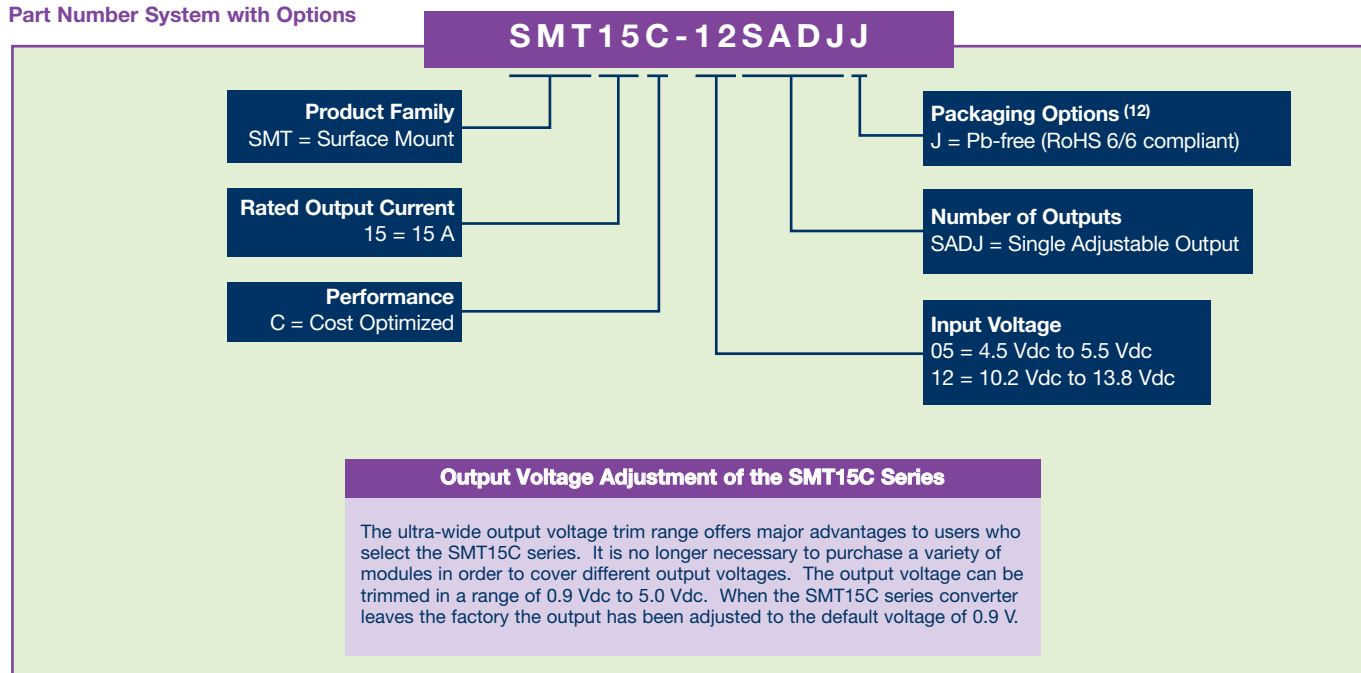 Part Number System with Options
SMT15C-12SADJJ
Product Family
SMT = Surface Mount
Rated Output Current
15 = 15 A
Performance
C = Cost Optimized
Packaging Options (12)
J = Pb-free (RoHS 6/6 compliant)
Number of Outputs
SADJ = Single Adjustable Output
Input Voltage
05 = 4.5 Vdc to 5.5 Vdc
12 = 10.2 Vdc to 13.8 Vdc
Output Voltage Adjustment of the SMT15C Series
The ultra-wide output voltage trim range offers major advantages to users who
select the SMT15C series. It is no longer necessary to purchase a variety of
modules in order to cover different output voltages. The output voltage can be
trimmed in a range of 0.9 Vdc to 5.0 Vdc. When the SMT15C series converter
leaves the factory the output has been adjusted to the default voltage of 0.9 V.